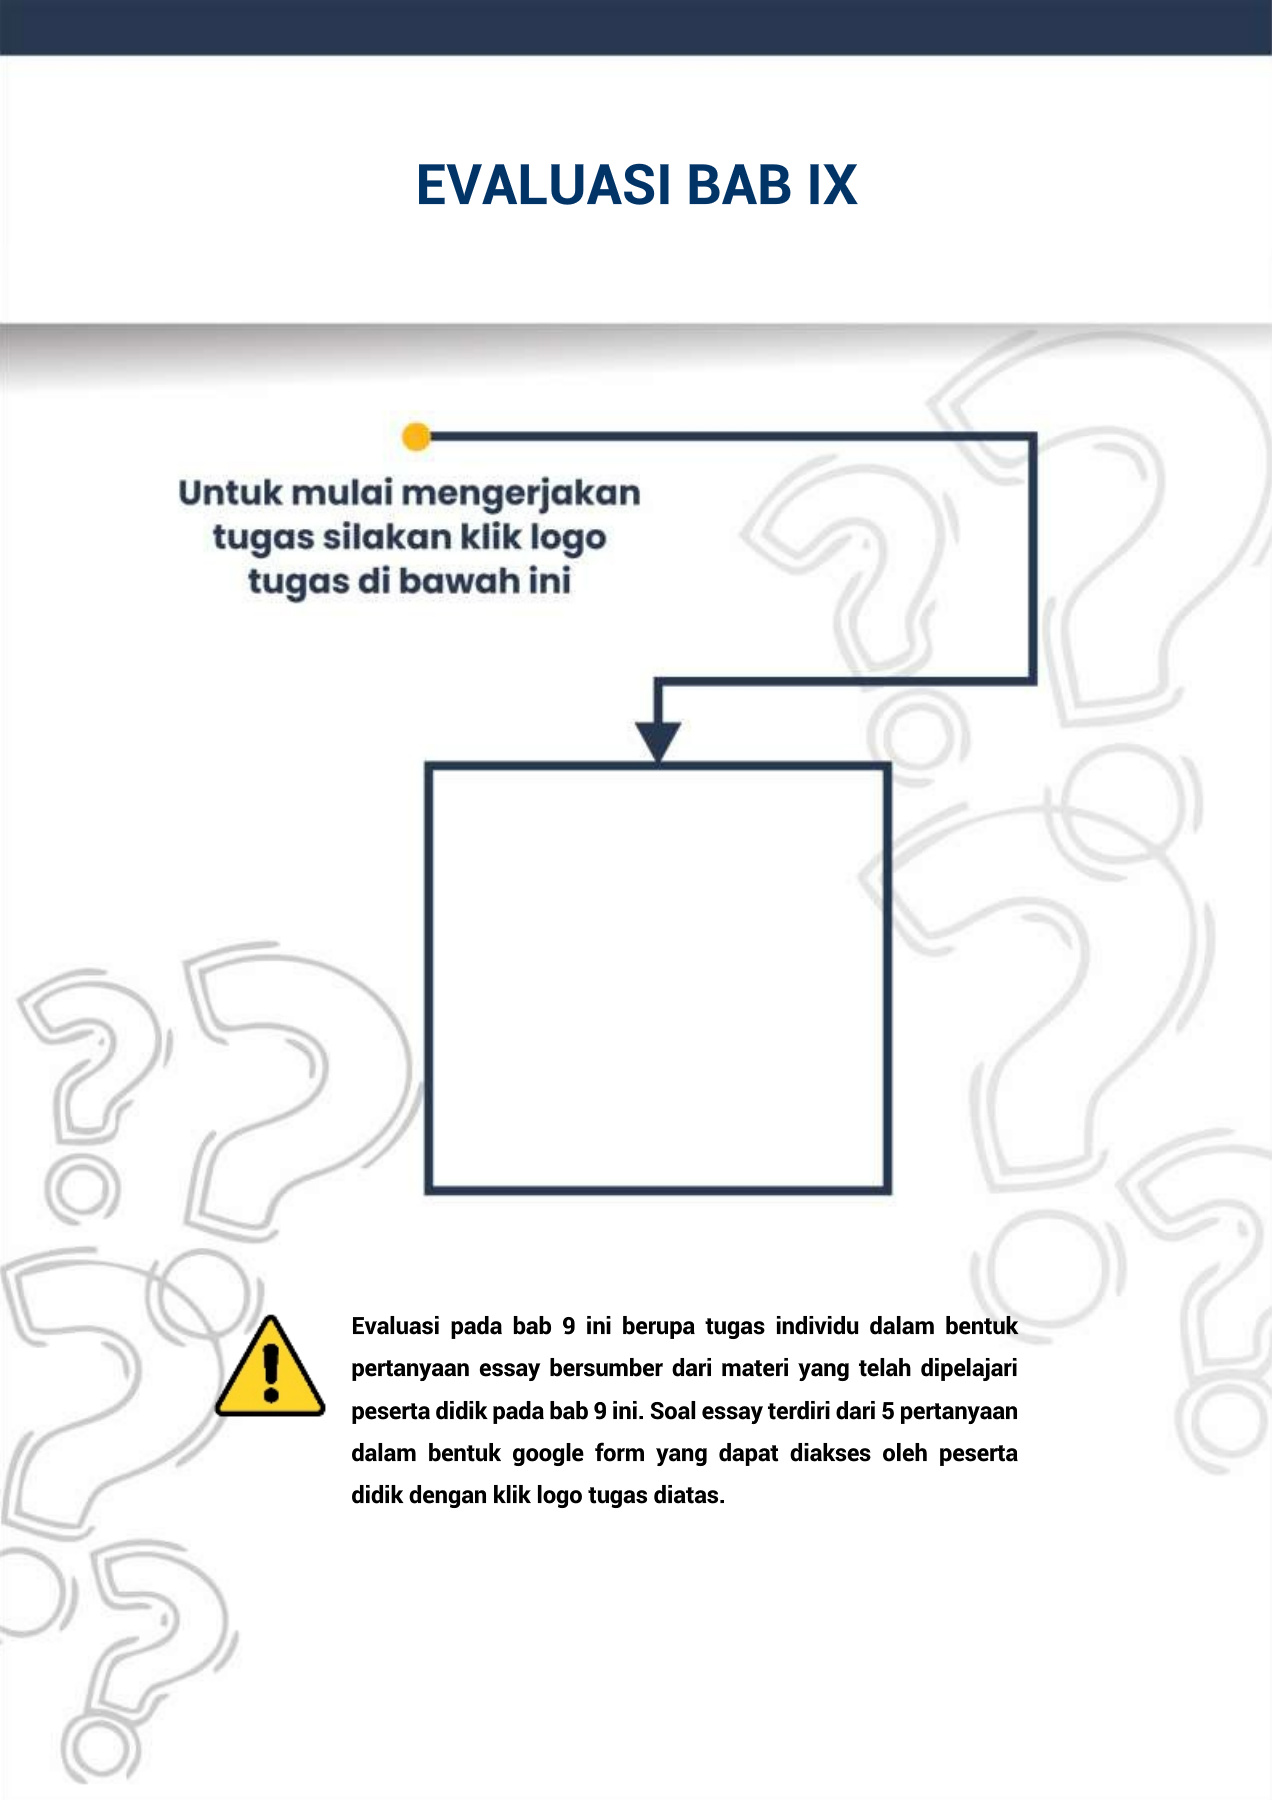 EVALUASI BAB IX
Untuk mulai mengerjakan
tugas silakan klik logo
tugas di bawah ini
Evaluasi pada bab 9 ini berupa tugas individu dalam bentuk
pertanyaan essay bersumber dari materi yang telah dipelajari
peserta didik pada bab 9 ini. Soal essay terdiri dari 5 pertanyaan
dalam bentuk google form yang dapat diakses oleh peserta
didik dengan klik logo tugas diatas.